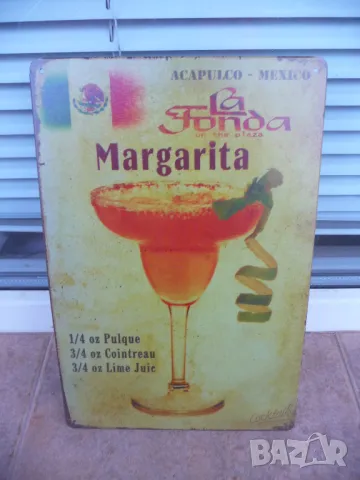 ACAPULCO - MEXICO
La
Fonda
on the plaza
Margarita
1/4 oz Pulque
3/4 oz Cointreau
3/4 oz Lime Juic
BAZAR